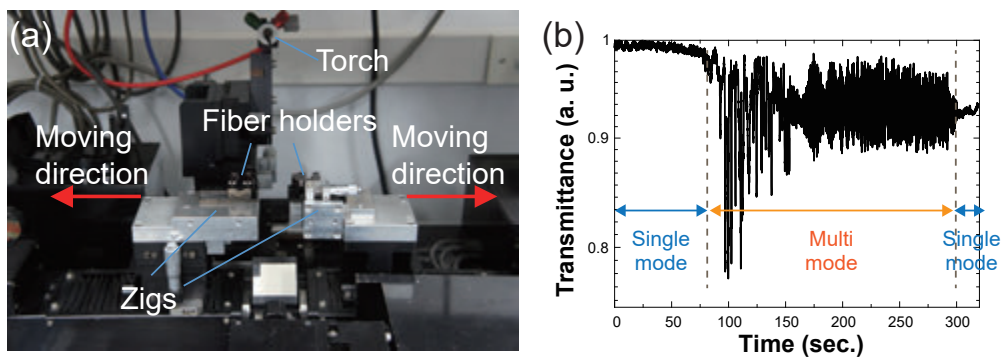 (a)
Torch
Fiber holders
Moving
direction
Moving
direction
Zigs
(b)
Transmittance (a. u.)
1
0.9
0.8
Single
mode
Multi
mode
Single
mode
0
50
100
150
200
250
300
Time (sec.)